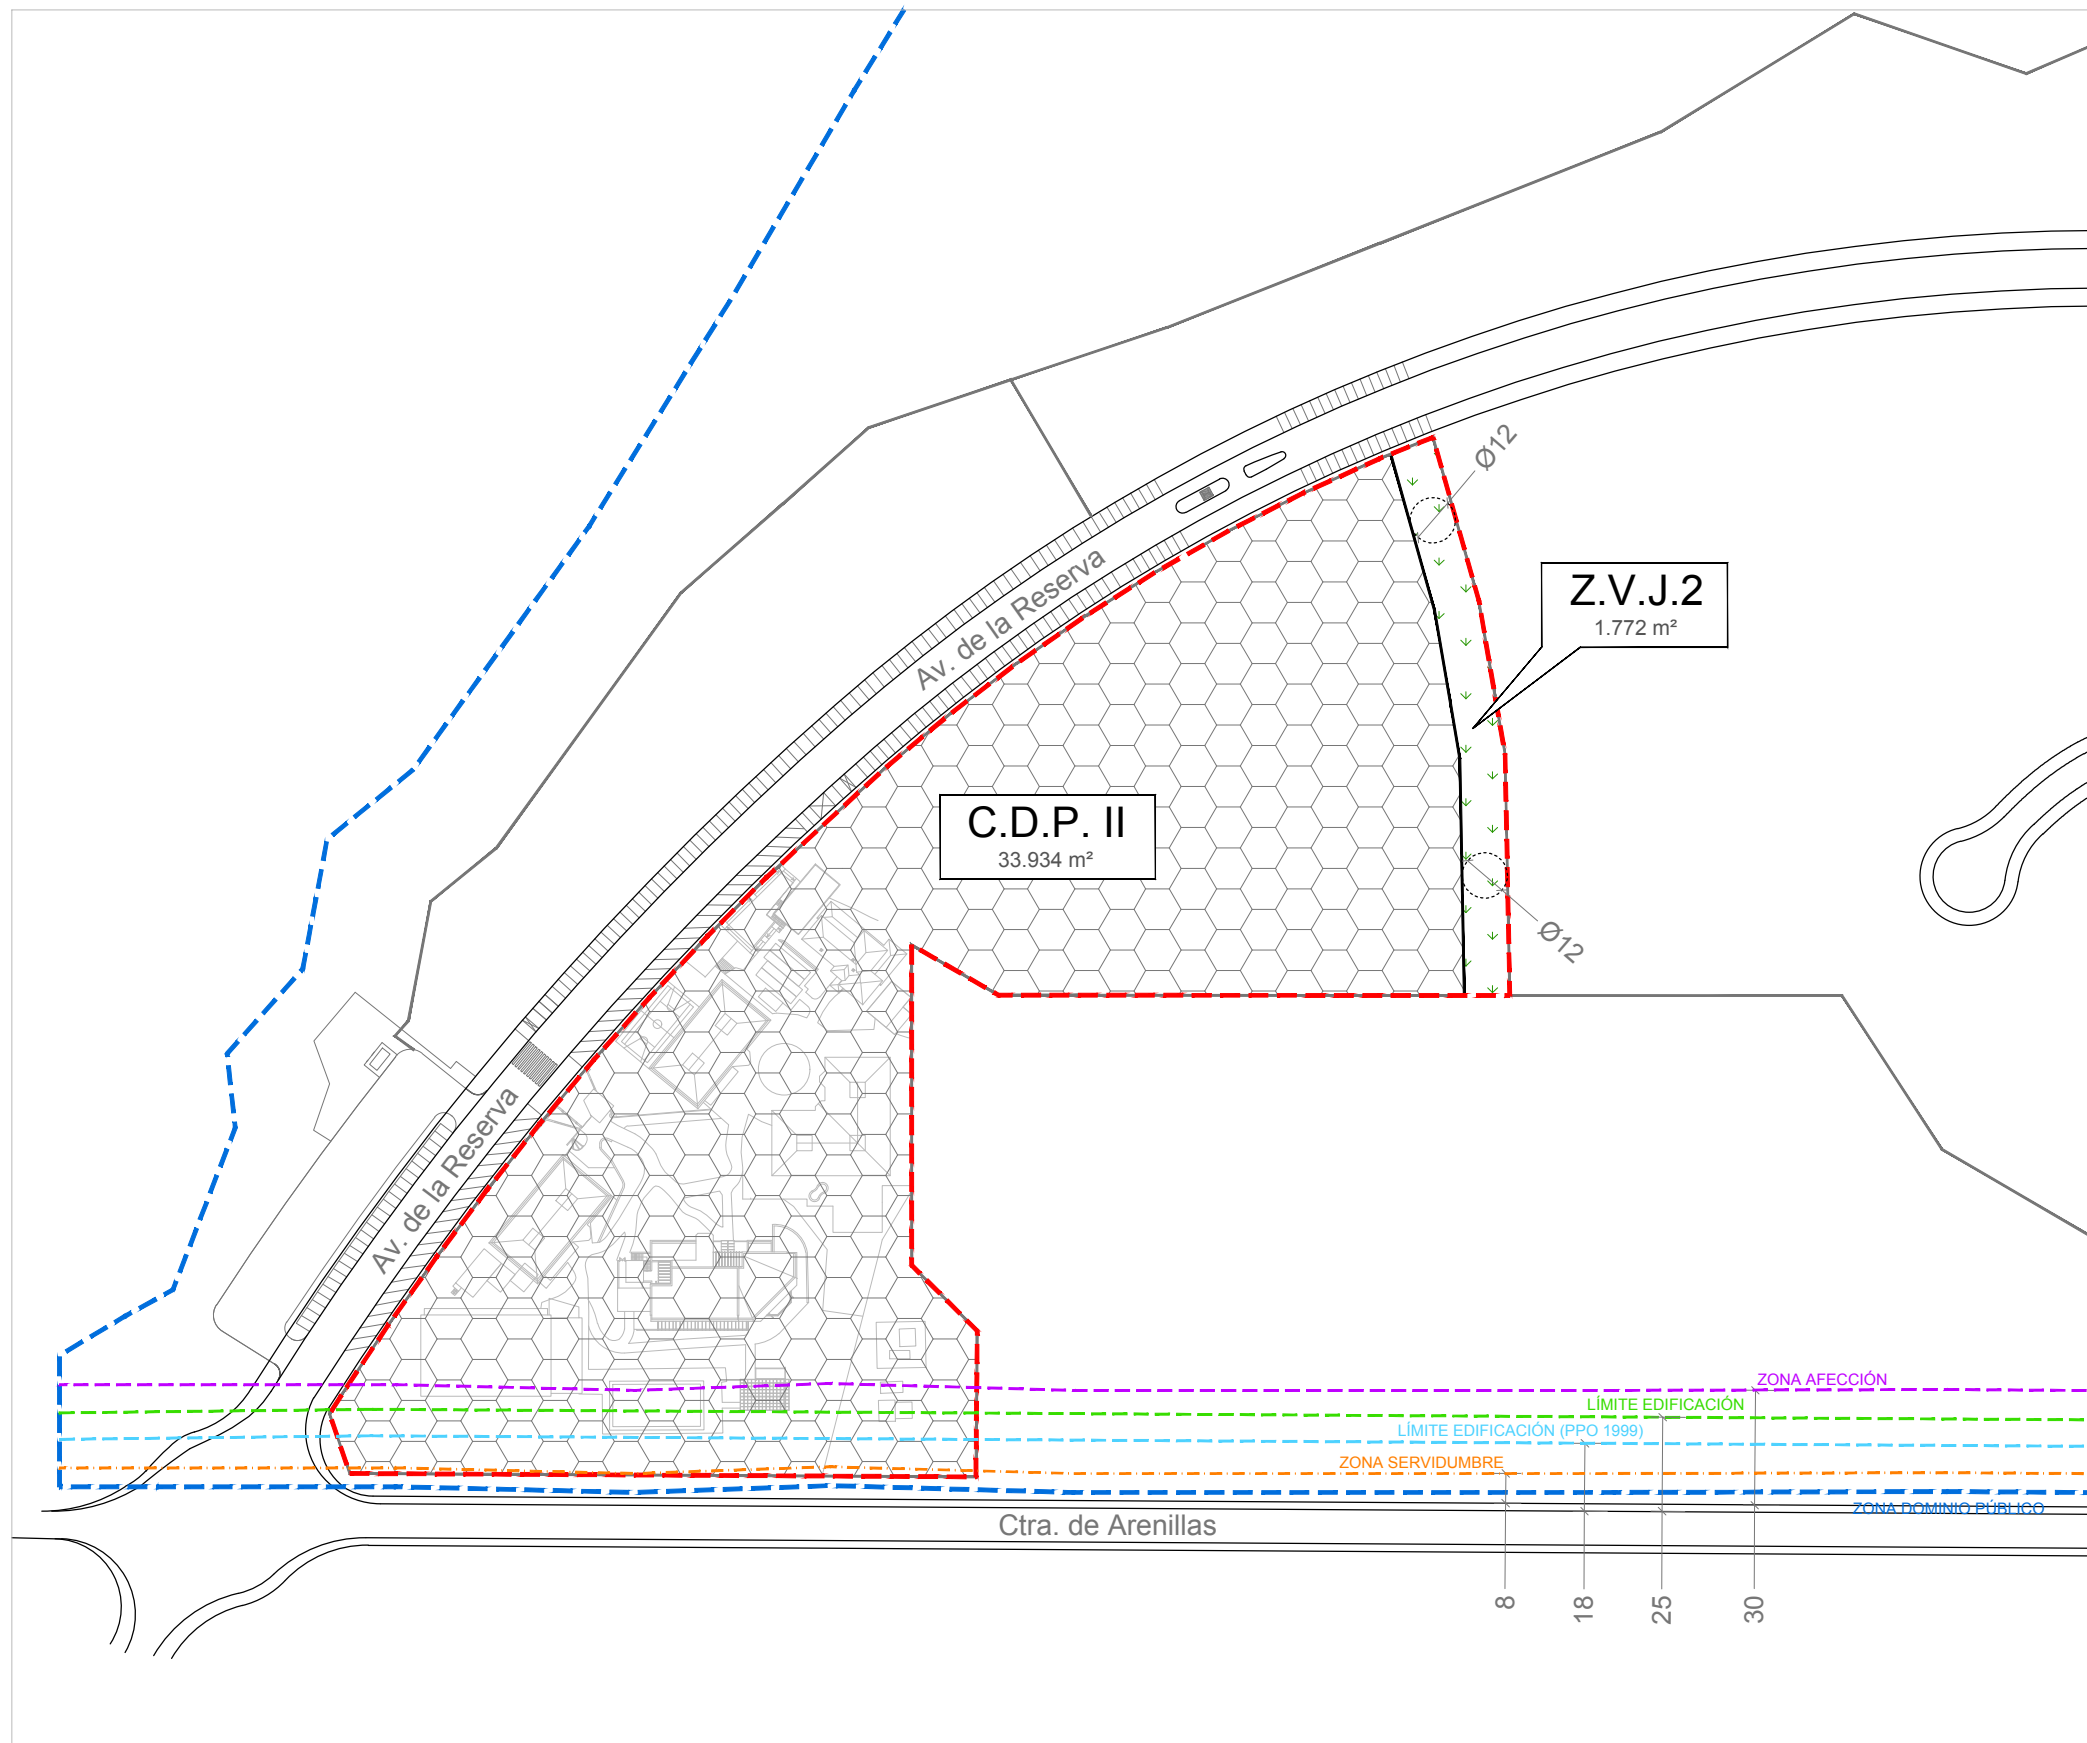 Ø12
Av. de la Reserva
Z.V.J.2
1.772 m²
C.D.P. II
33.934 m²
Ø12
Av. de la Reserva
ZONA AFECCIÓN
LÍMITE EDIFICACIÓN
LÍMITE EDIFICACIÓN (PPO 1999)
ZONA SERVIDUMBRE
ZONA DOMINIO PÚBLICO
Ctra. de Arenillas
8
18
25
30